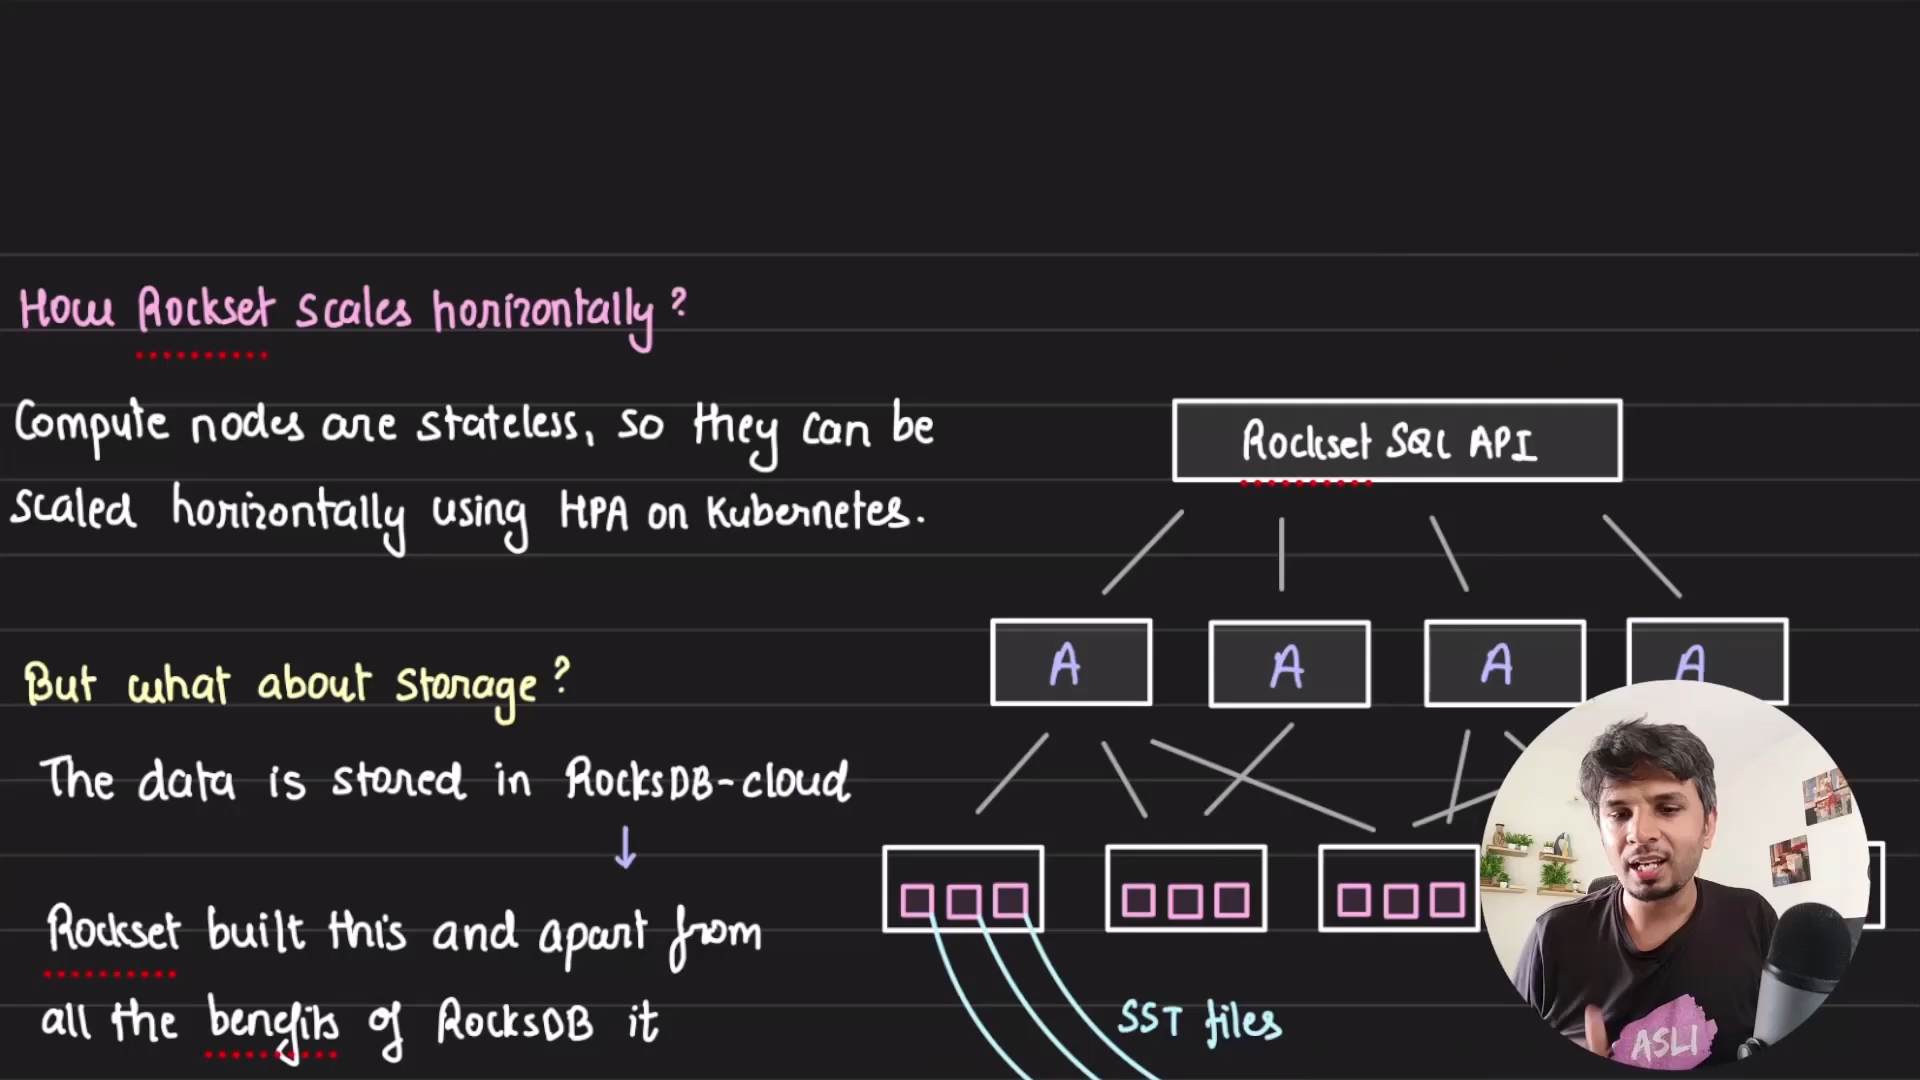 How Rockset scales horizontally?
Compute nodes are stateless, so they can be
scaled horizontally using HPA on Kubernetes.
But what about storage?
The data is stored in RocksDB-cloud
↓
Rockset built this and apart from
all the benefits of RocksDB it
Rockset SQL API
A A A A
SST files
ASLI